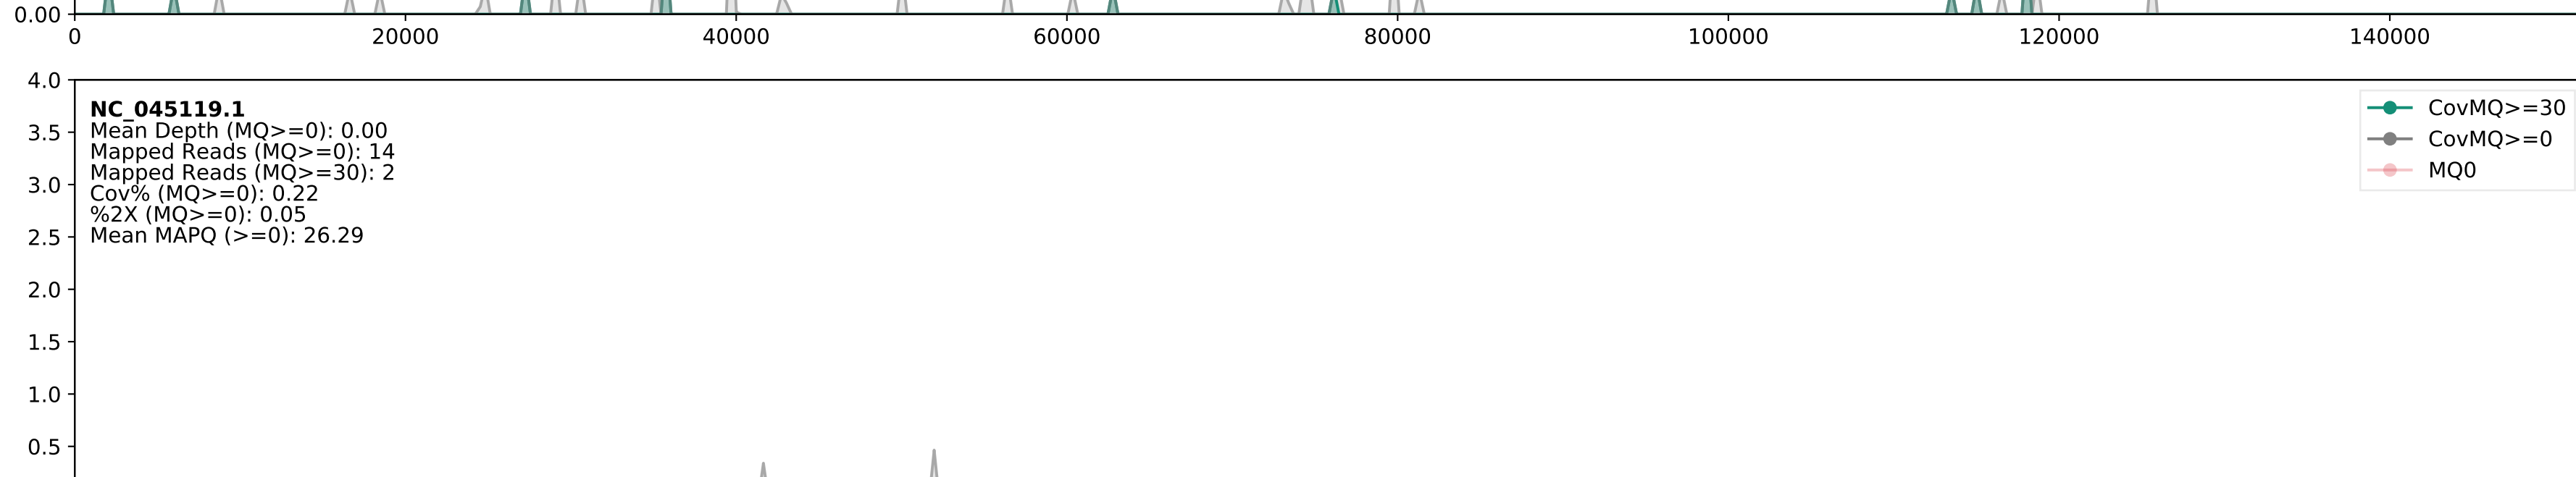 0.00
0 20000 40000 60000 80000 100000 120000 140000
4.0
3.5
3.0
2.5
2.0
1.5
1.0
0.5
NC_045119.1
Mean Depth (MQ>=0): 0.00
Mapped Reads (MQ>=0): 14
Mapped Reads (MQ>=30): 2
Cov% (MQ>=0): 0.22
%2X (MQ>=0): 0.05
Mean MAPQ (>=0): 26.29
CovMQ>=30
CovMQ>=0
MQ0